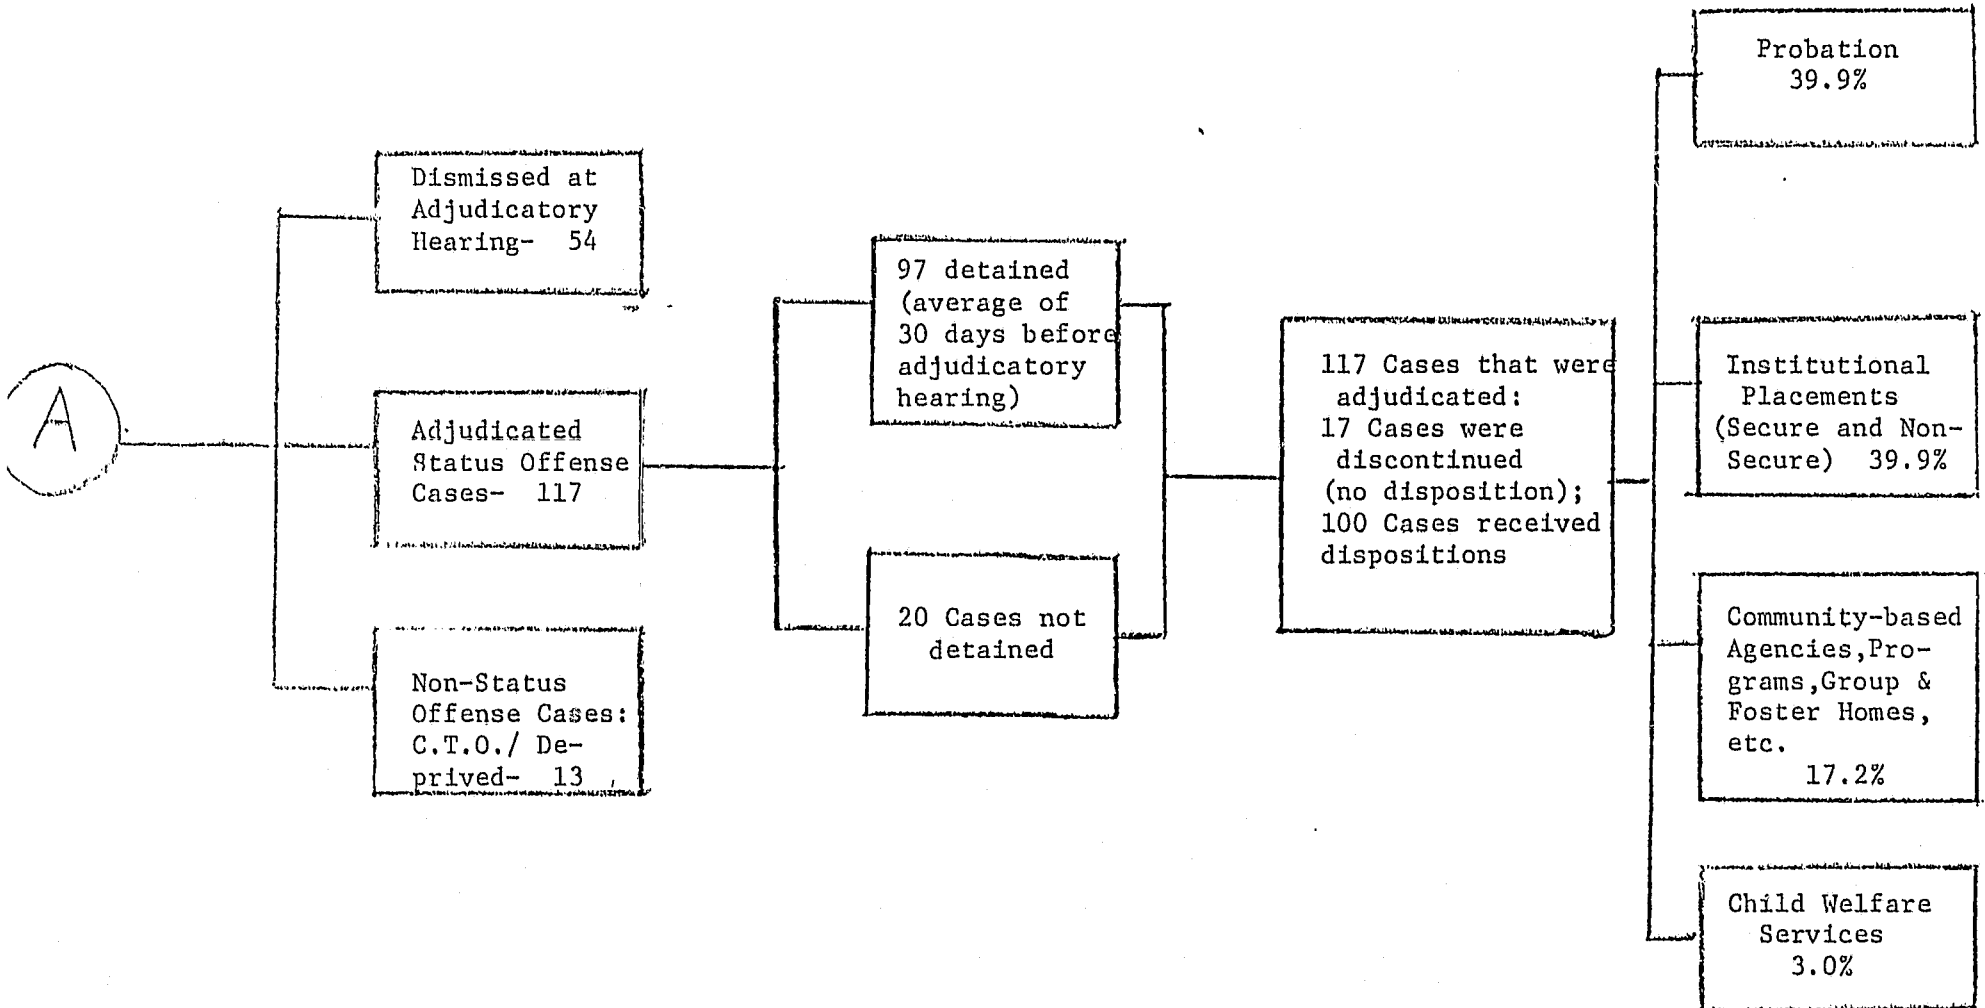 A
Dismissed at
Adjudicatory
Hearing- 54
Adjudicated
Status Offense
Cases- 117
Non-Status
Offense Cases:
C.T.O./ De-
prived- 13
97 detained
(average of
30 days before
adjudicatory
hearing)
20 Cases not
detained
117 Cases that were
adjudicated:
17 Cases were
discontinued
(no disposition);
100 Cases received
dispositions
Probation
39.9%
Institutional
Placements
(Secure and Non-
Secure) 39.9%
Community-based
Agencies,Pro-
grams,Group &
Foster Homes,
etc.
17.2%
Child Welfare
Services
3.0%